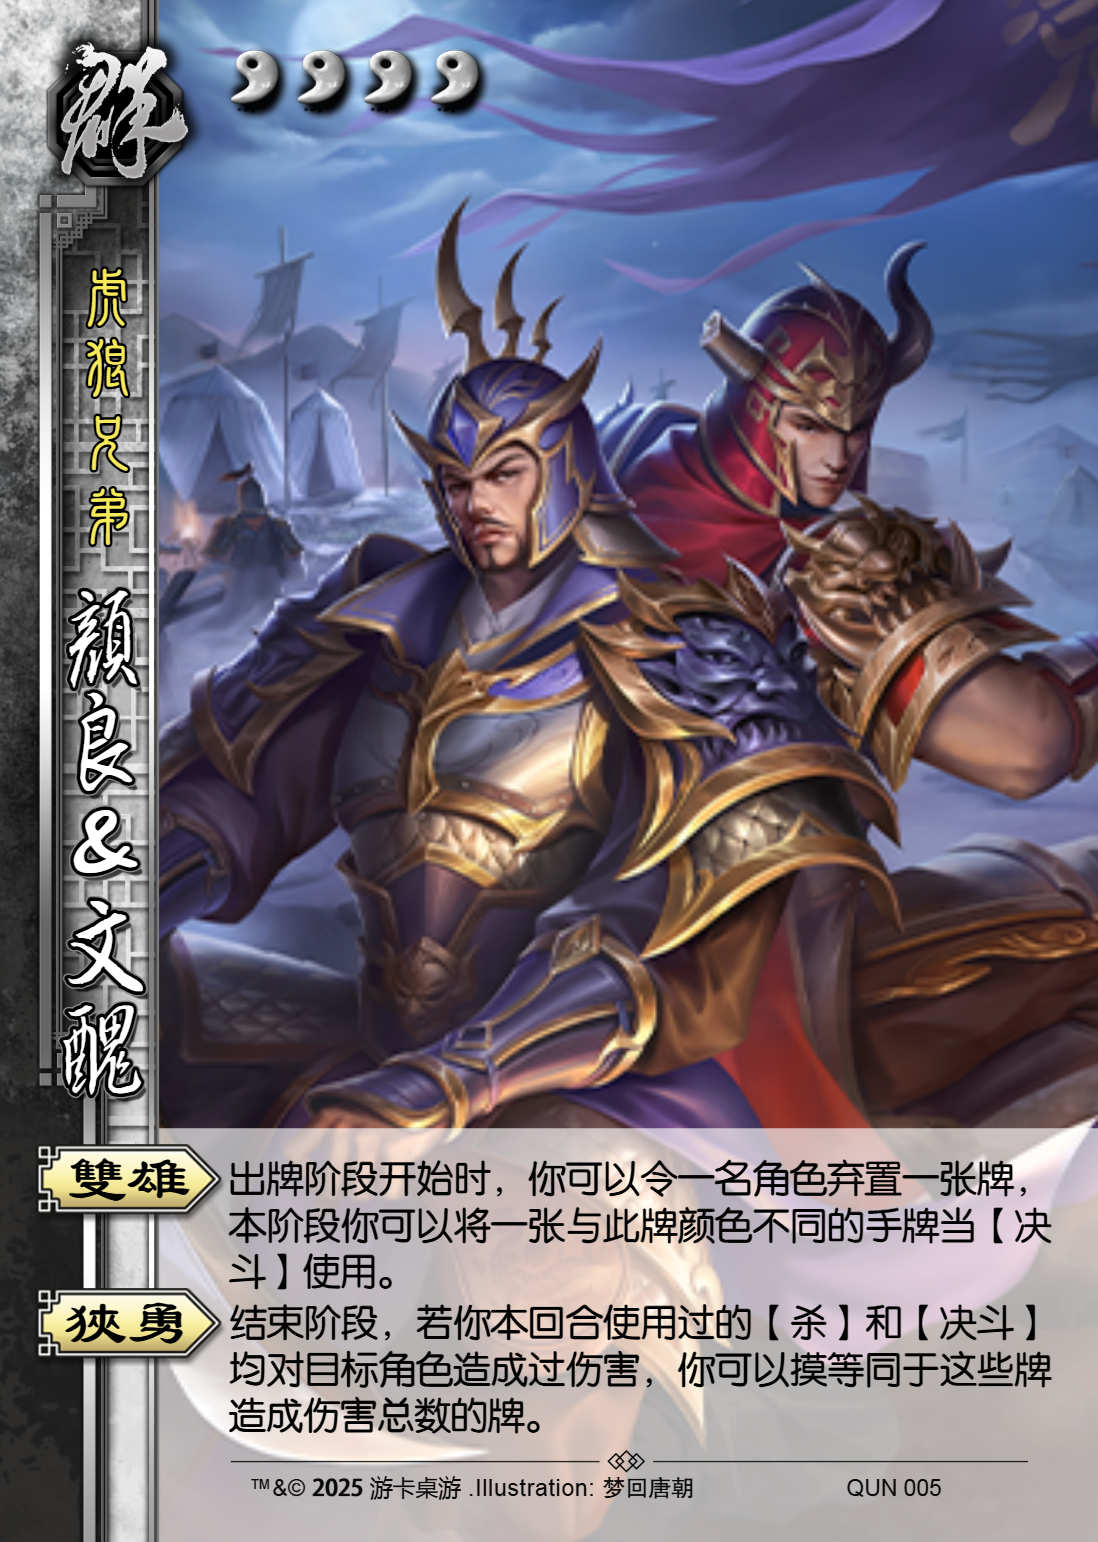 群
虎狼兄弟
顔良&文醜
雙雄
出牌阶段开始时，你可以令一名角色弃置一张牌，
本阶段你可以将一张与此牌颜色不同的手牌当【决
斗】使用。
狹勇
结束阶段，若你本回合使用过的【杀】和【决斗】
均对目标角色造成过伤害，你可以摸等同于这些牌
造成伤害总数的牌。
™&© 2025 游卡桌游 .Illustration: 梦回唐朝 QUN 005